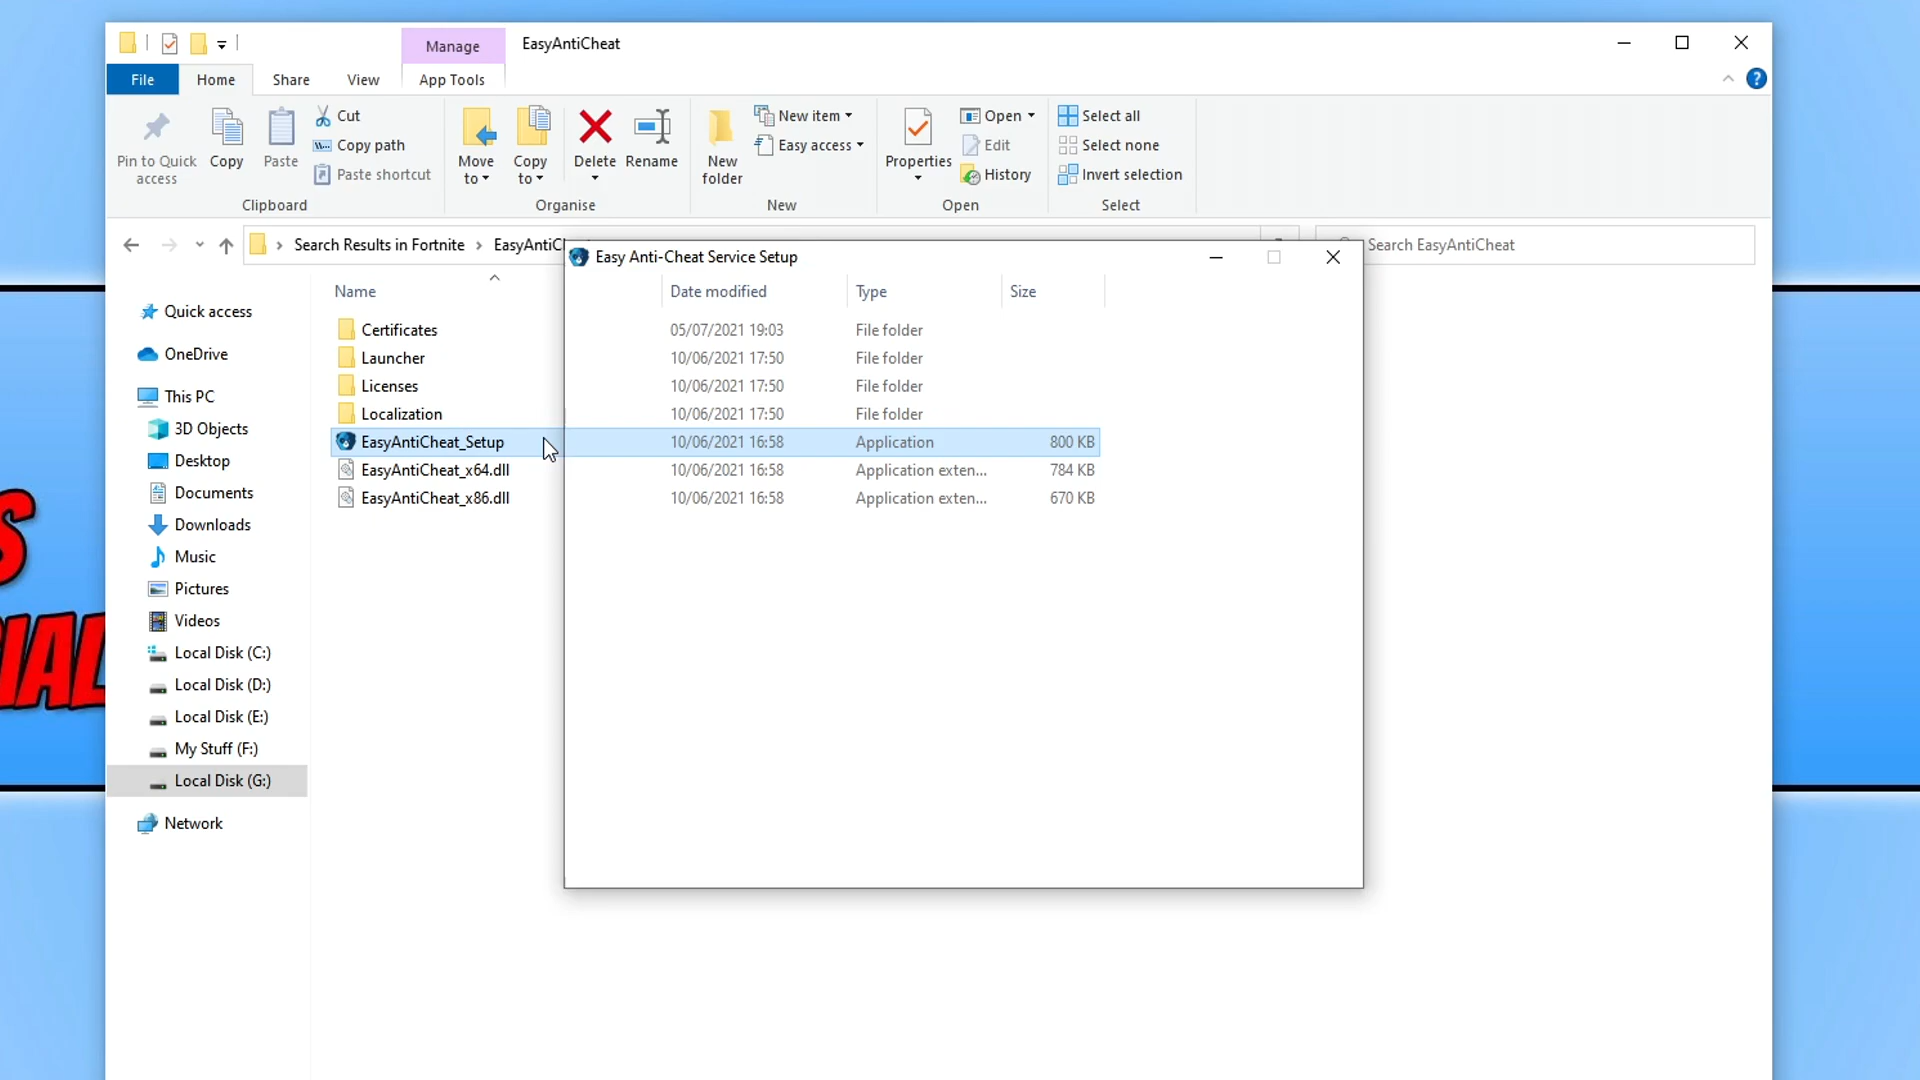 Manage
EasyAntiCheat
File
Home
Share
View
App Tools
Pin to Quick access
Copy
Paste
Cut
Copy path
Paste shortcut
Clipboard
Move to
Copy to
Delete
Rename
Organise
New folder
New item
Easy access
New
Properties
Open
Edit
History
Open
Select all
Select none
Invert selection
Select
Search Results in Fortnite
Search EasyAntiCheat
Easy Anti-Cheat Service Setup
Name
Date modified
Type
Size
Quick access
OneDrive
This PC
3D Objects
Desktop
Documents
Downloads
Music
Pictures
Videos
Local Disk (C:)
Local Disk (D:)
Local Disk (E:)
My Stuff (F:)
Local Disk (G:)
Network
Certificates 05/07/2021 19:03 File folder
Launcher 10/06/2021 17:50 File folder
Licenses 10/06/2021 17:50 File folder
Localization 10/06/2021 17:50 File folder
EasyAntiCheat_Setup 10/06/2021 16:58 Application 800 KB
EasyAntiCheat_x64.dll 10/06/2021 16:58 Application exten... 784 KB
EasyAntiCheat_x86.dll 10/06/2021 16:58 Application exten... 670 KB